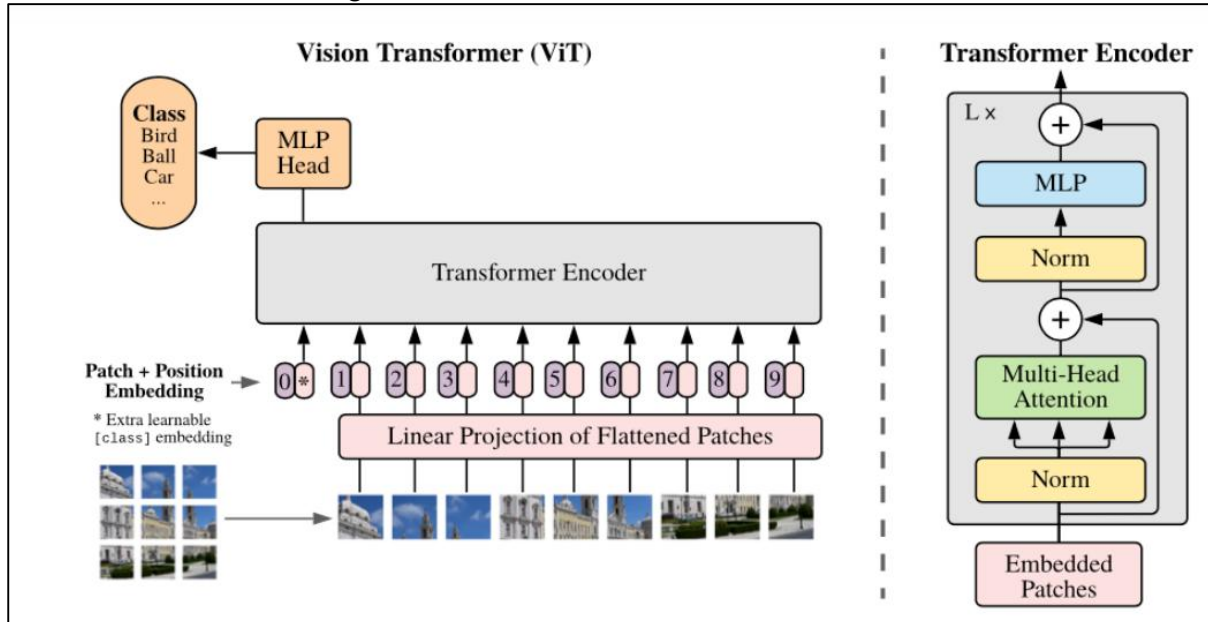 Vision Transformer (ViT)
Class
Bird
Ball
Car
...
MLP
Head
Transformer Encoder
Patch + Position
Embedding
0 * 1 2 3 4 5 6 7 8 9
* Extra learnable
[class] embedding
Linear Projection of Flattened Patches
Transformer Encoder
L ×
+
MLP
Norm
+
Multi-Head
Attention
Norm
Embedded
Patches